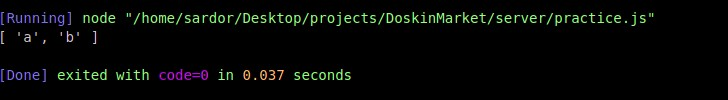 [Running] node "/home/sardor/Desktop/projects/DoskinMarket/server/practice.js"
[ 'a', 'b' ]
[Done] exited with code=0 in 0.037 seconds